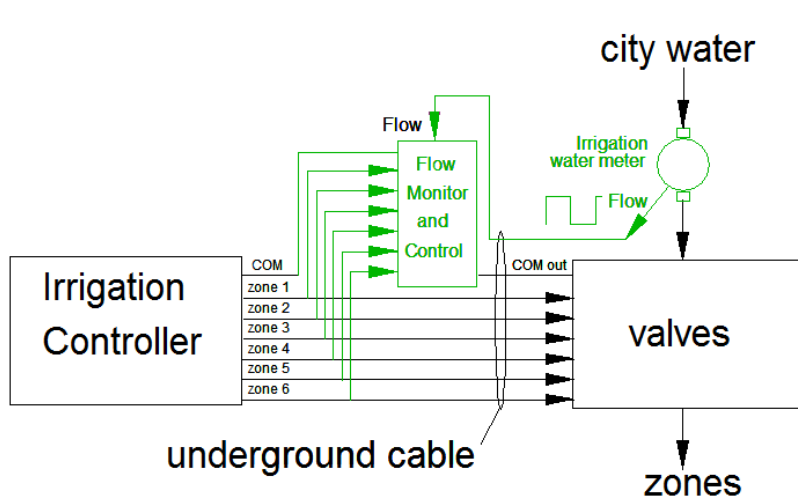 city water
Flow
Irrigation
water meter
Flow
Monitor
and
Control
Flow
COM
COM out
zone 1
zone 2
zone 3
zone 4
zone 5
zone 6
Irrigation
Controller
valves
underground cable
zones